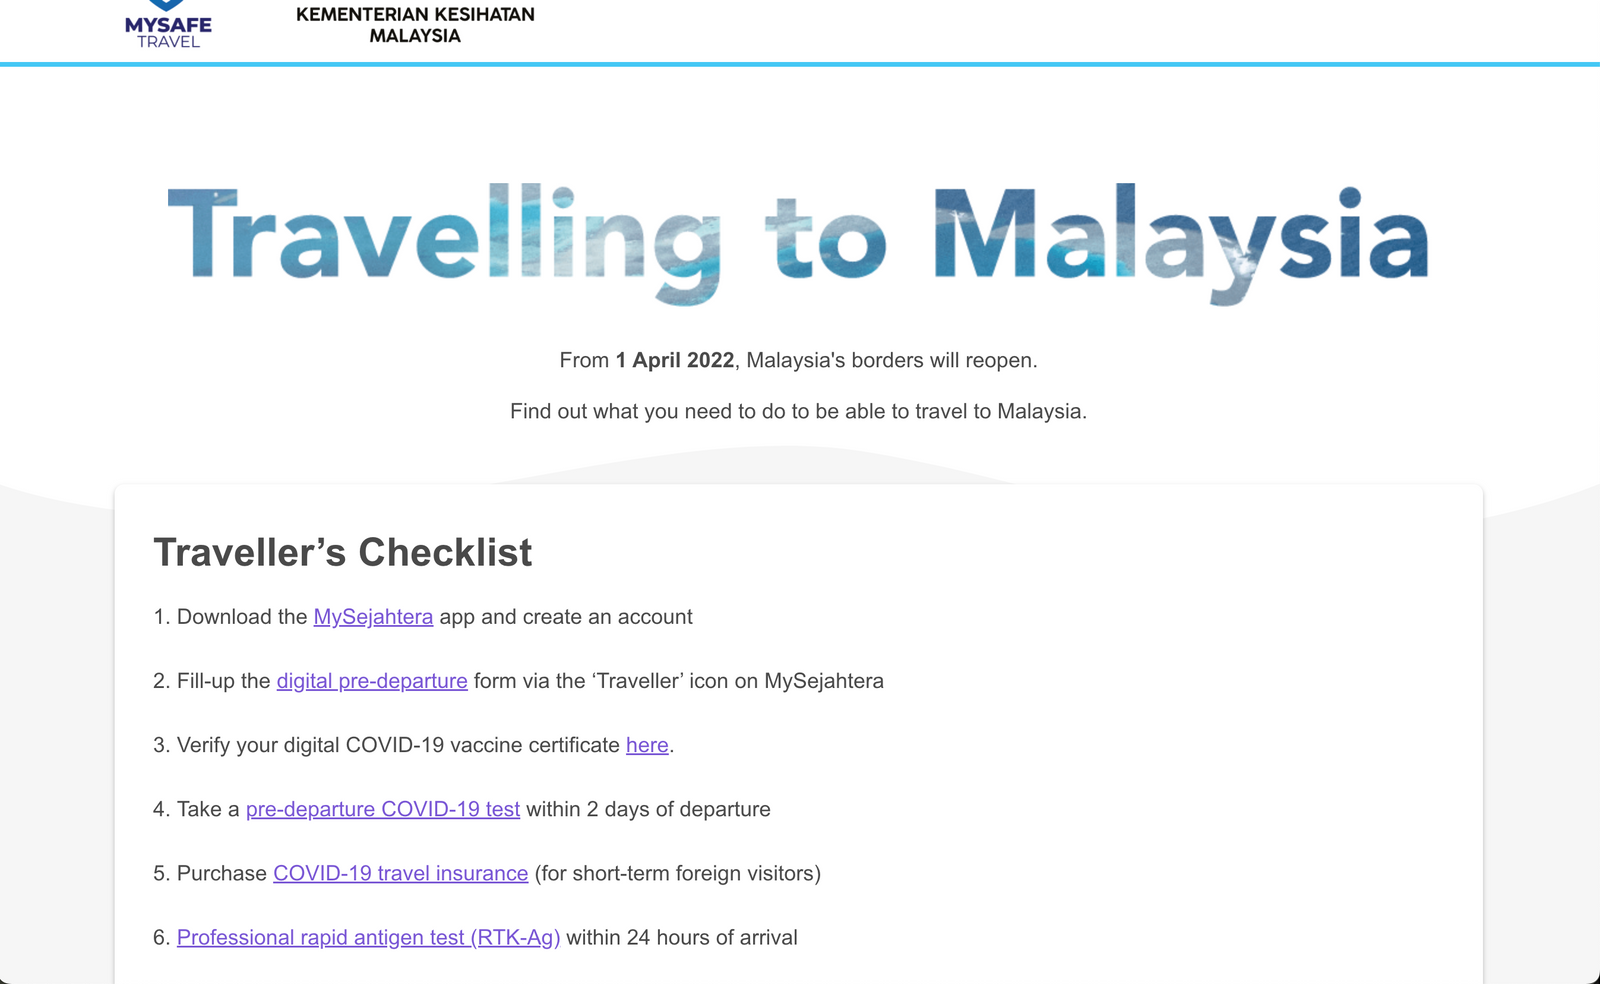 MYSAFE
TRAVEL
KEMENTERIAN KESIHATAN
MALAYSIA
Travelling to Malaysia
From 1 April 2022, Malaysia's borders will reopen.
Find out what you need to do to be able to travel to Malaysia.
Traveller’s Checklist
1. Download the MySejahtera app and create an account
2. Fill-up the digital pre-departure form via the ‘Traveller’ icon on MySejahtera
3. Verify your digital COVID-19 vaccine certificate here.
4. Take a pre-departure COVID-19 test within 2 days of departure
5. Purchase COVID-19 travel insurance (for short-term foreign visitors)
6. Professional rapid antigen test (RTK-Ag) within 24 hours of arrival